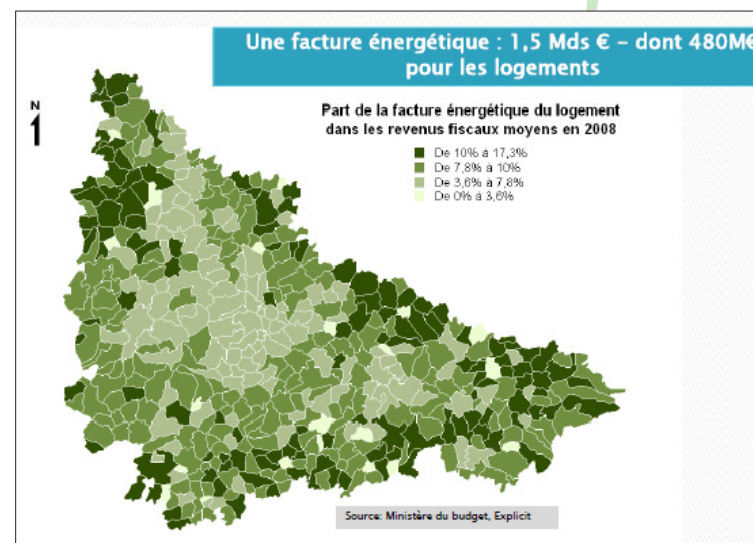 Une facture énergétique : 1,5 Mds € – dont 480M€
pour les logements
N
Part de la facture énergétique du logement
dans les revenus fiscaux moyens en 2008
De 10% à 17,3%
De 7,8% à 10%
De 3,6% à 7,8%
De 0% à 3,6%
Source: Ministère du budget, Explicit